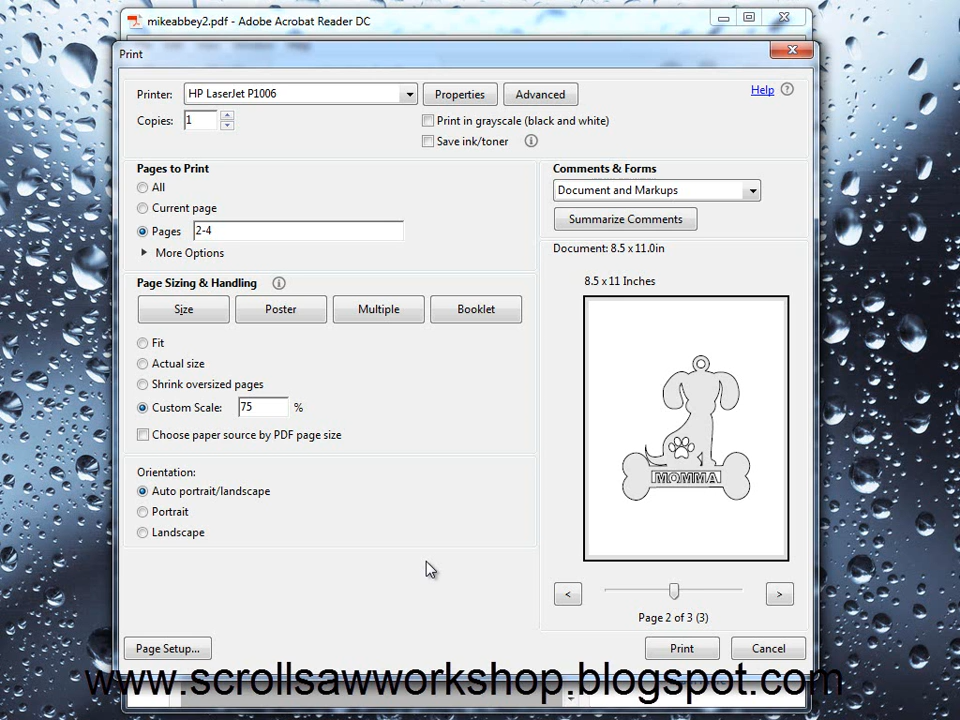 mikeabbey2.pdf - Adobe Acrobat Reader DC
Print
Printer: HP LaserJet P1006 Properties Advanced Help ?
Copies: 1 Print in grayscale (black and white)
Save ink/toner
Pages to Print
All
Current page
Pages 2-4
More Options
Comments & Forms
Document and Markups
Summarize Comments
Document: 8.5 x 11.0in
8.5 x 11 Inches
MOMMA
< >
Page 2 of 3 (3)
Page Sizing & Handling
Size Poster Multiple Booklet
Fit
Actual size
Shrink oversized pages
Custom Scale: 75 %
Choose paper source by PDF page size
Orientation:
Auto portrait/landscape
Portrait
Landscape
Page Setup... Print Cancel
www.scrollsawworkshop.blogspot.com